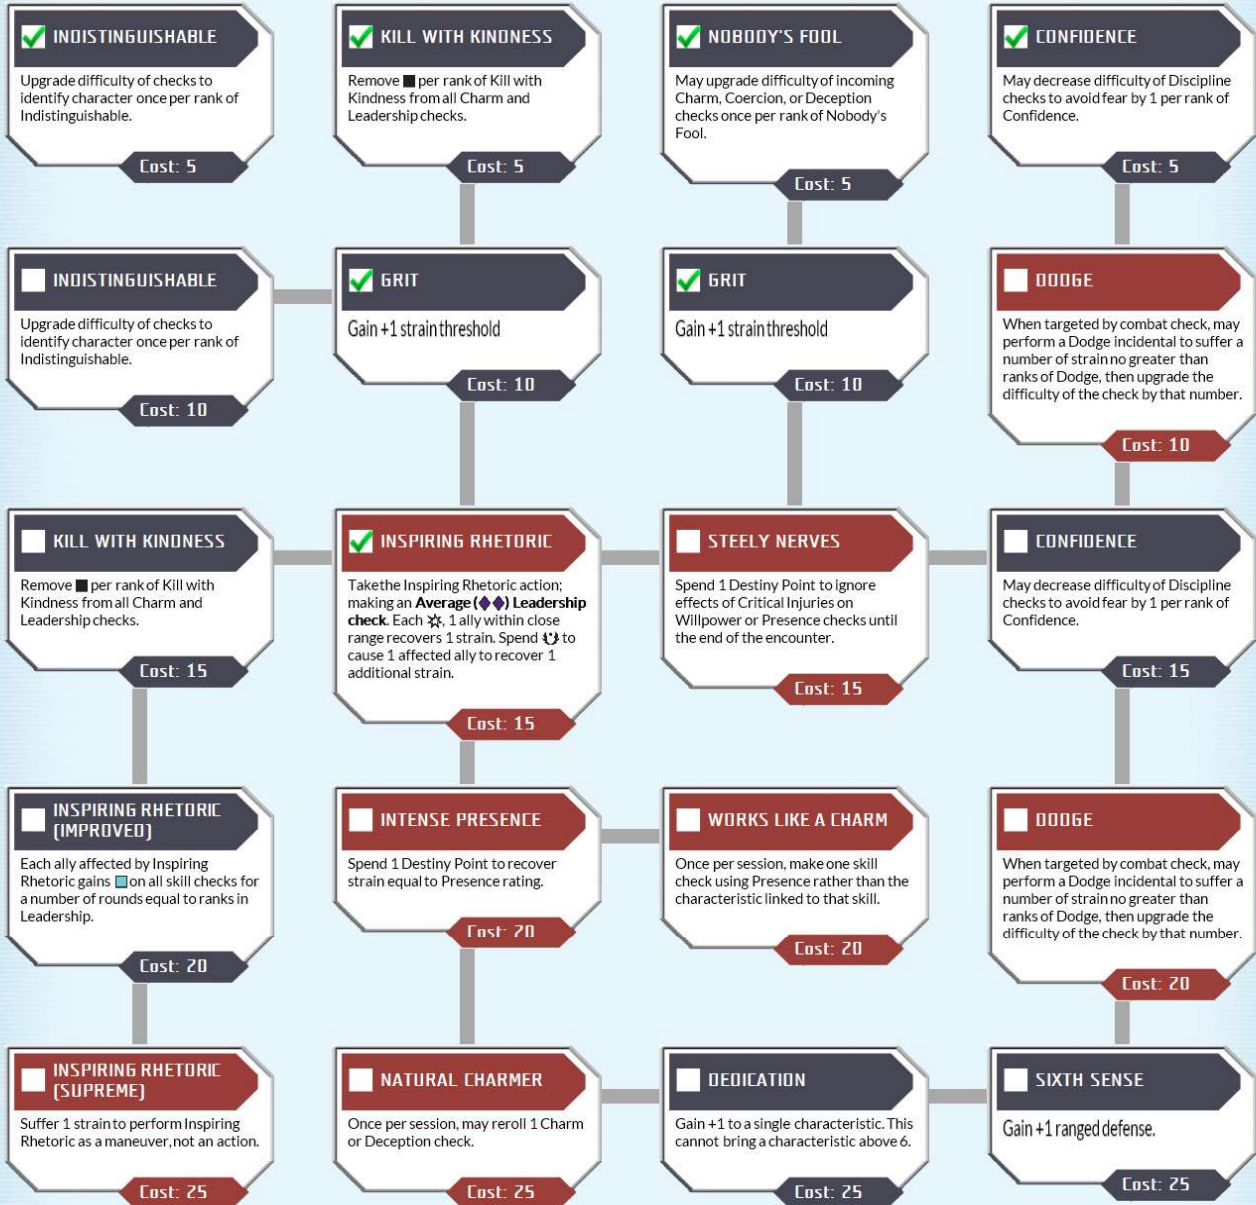 INDISTINGUISHABLE
Upgrade difficulty of checks to
identify character once per rank of
Indistinguishable.
Cost: 5
KILL WITH KINDNESS
Remove ■ per rank of Kill with
Kindness from all Charm and
Leadership checks.
Cost: 5
NOBODY'S FOOL
May upgrade difficulty of incoming
Charm, Coercion, or Deception
checks once per rank of Nobody's
Fool.
Cost: 5
CONFIDENCE
May decrease difficulty of Discipline
checks to avoid fear by 1 per rank of
Confidence.
Cost: 5
INDISTINGUISHABLE
Upgrade difficulty of checks to
identify character once per rank of
Indistinguishable.
Cost: 10
GRIT
Gain +1 strain threshold
Cost: 10
GRIT
Gain +1 strain threshold
Cost: 10
DODGE
When targeted by combat check, may
perform a Dodge incidental to suffer a
number of strain no greater than
ranks of Dodge, then upgrade the
difficulty of the check by that number.
Cost: 10
KILL WITH KINDNESS
Remove ■ per rank of Kill with
Kindness from all Charm and
Leadership checks.
Cost: 15
INSPIRING RHETORIC
Take the Inspiring Rhetoric action;
making an Average (◆◆) Leadership
check. Each , 1 ally within close
range recovers 1 strain. Spend to
cause 1 affected ally to recover 1
additional strain.
Cost: 15
STEELY NERVES
Spend 1 Destiny Point to ignore
effects of Critical Injuries on
Willpower or Presence checks until
the end of the encounter.
Cost: 15
CONFIDENCE
May decrease difficulty of Discipline
checks to avoid fear by 1 per rank of
Confidence.
Cost: 15
INSPIRING RHETORIC
(IMPROVED)
Each ally affected by Inspiring
Rhetoric gains on all skill checks for
a number of rounds equal to ranks in
Leadership.
Cost: 20
INTENSE PRESENCE
Spend 1 Destiny Point to recover
strain equal to Presence rating.
Cost: 20
WORKS LIKE A CHARM
Once per session, make one skill
check using Presence rather than the
characteristic linked to that skill.
Cost: 20
DODGE
When targeted by combat check, may
perform a Dodge incidental to suffer a
number of strain no greater than
ranks of Dodge, then upgrade the
difficulty of the check by that number.
Cost: 20
INSPIRING RHETORIC
(SUPREME)
Suffer 1 strain to perform Inspiring
Rhetoric as a maneuver, not an action.
Cost: 25
NATURAL CHARMER
Once per session, may reroll 1 Charm
or Deception check.
Cost: 25
DEDICATION
Gain +1 to a single characteristic. This
cannot bring a characteristic above 6.
Cost: 25
SIXTH SENSE
Gain +1 ranged defense.
Cost: 25